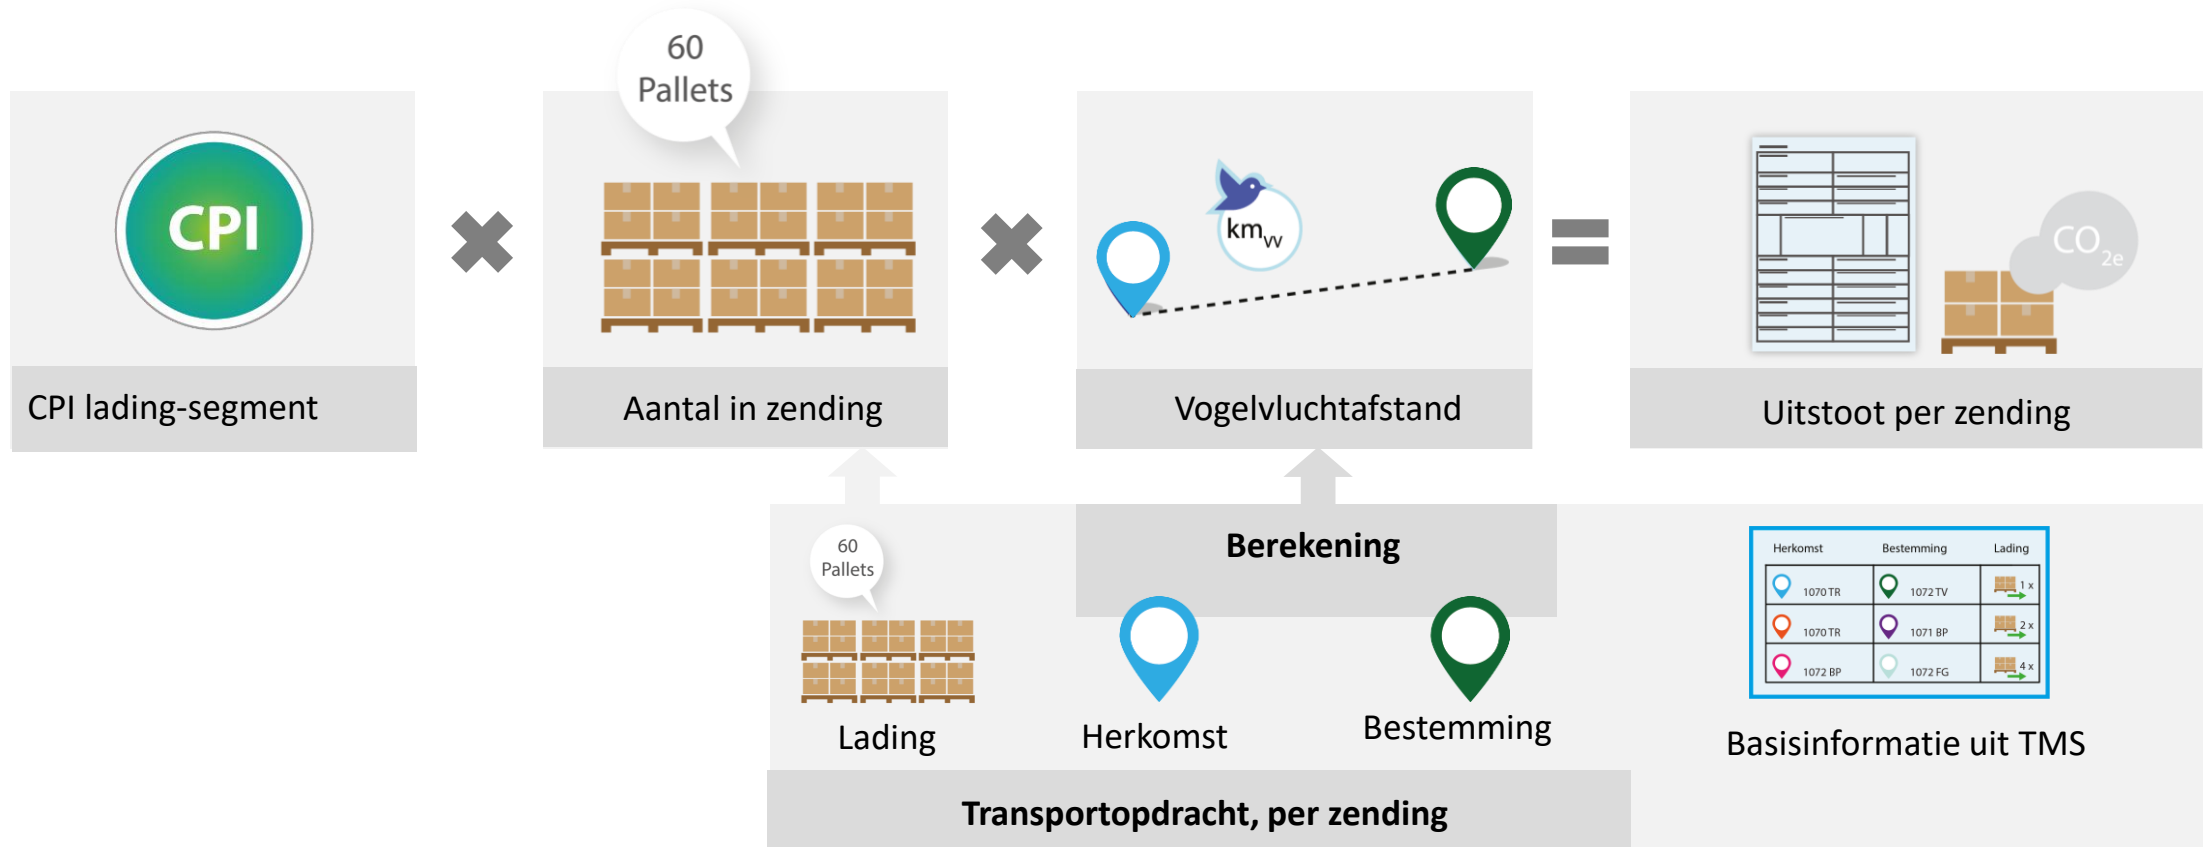 60
Pallets
CPI
km vv
CO2e
CPI lading-segment
Aantal in zending
Vogelvluchtafstand
Uitstoot per zending
60
Pallets
Lading
Berekening
Herkomst
Bestemming
Herkomst Bestemming Lading
1070 TR 1072 TV 1 x
1070 TR 1071 BP 2 x
1072 BP 1072 FG 4 x
Basisinformatie uit TMS
Transportopdracht, per zending